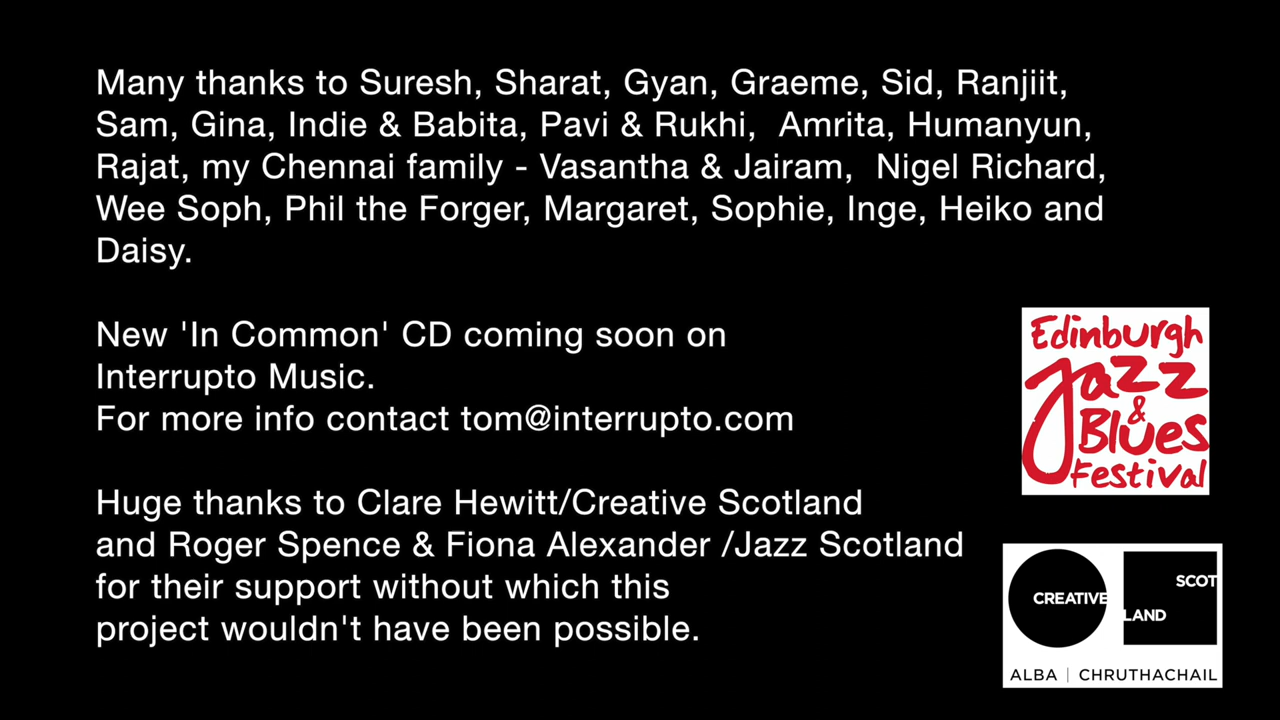 Many thanks to Suresh, Sharat, Gyan, Graeme, Sid, Ranjiit,
Sam, Gina, Indie & Babita, Pavi & Rukhi,  Amrita, Humanyun,
Rajat, my Chennai family - Vasantha & Jairam,  Nigel Richard,
Wee Soph, Phil the Forger, Margaret, Sophie, Inge, Heiko and
Daisy.
New 'In Common' CD coming soon on
Interrupto Music.
For more info contact tom@interrupto.com
Huge thanks to Clare Hewitt/Creative Scotland
and Roger Spence & Fiona Alexander /Jazz Scotland
for their support without which this
project wouldn't have been possible.
Edinburgh
Jazz
&
Blues
Festival
SCOT
CREATIVE
LAND
ALBA | CHRUTHACHAIL